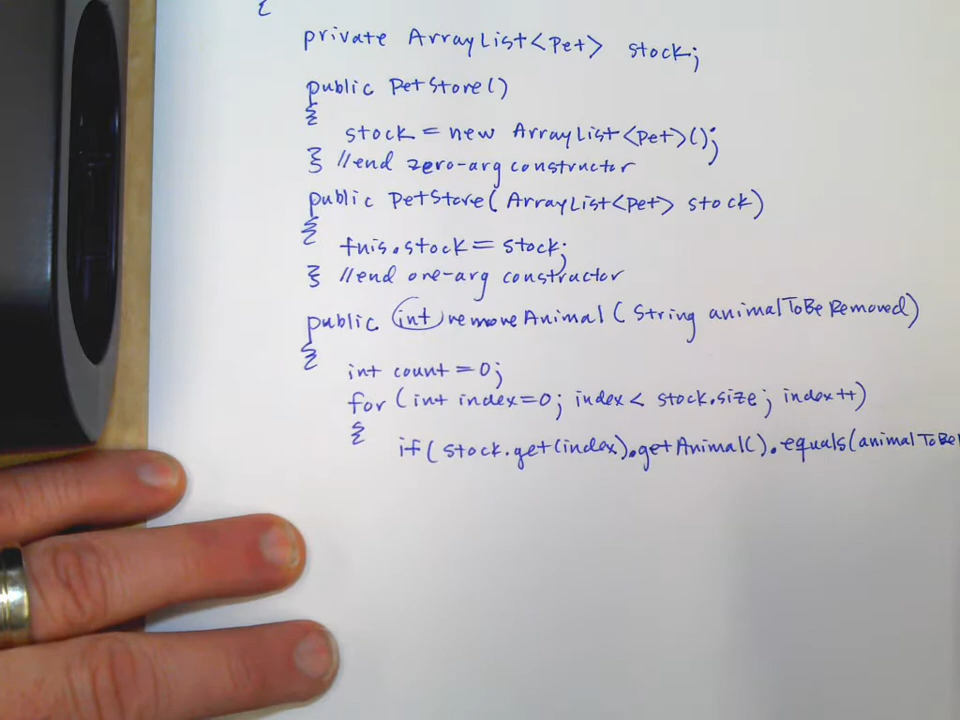 {
private ArrayList<Pet> stock;
public PetStore()
{
stock = new ArrayList<Pet>();
} //end zero-arg constructor
public PetStore(ArrayList<Pet> stock)
{
this.stock = stock;
} //end one-arg constructor
public int removeAnimal(String animalToBeRemoved)
{
int count = 0;
for (int index=0; index < stock.size; index++)
{
if(stock.get(index).getAnimal().equals(animalToBe